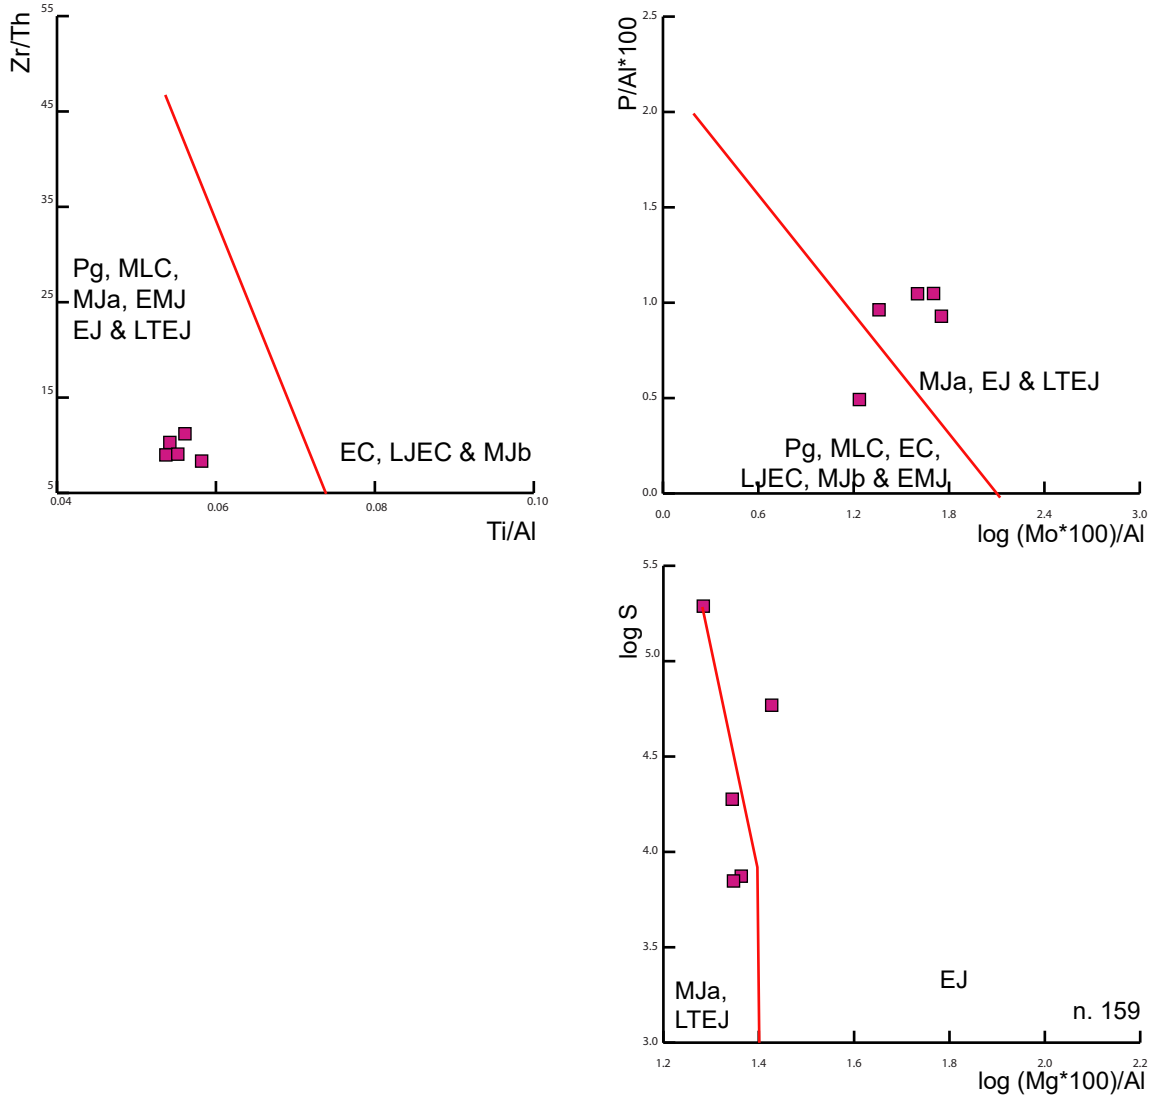 Zr/Th
55
45
35
25
15
5
Pg, MLC,
MJa, EMJ
EJ & LTEJ
EC, LJEC & MJb
0.04
0.06
0.08
0.10
Ti/Al
P/Al*100
2.5
2.0
1.5
1.0
0.5
0.0
MJa, EJ & LTEJ
Pg, MLC, EC,
LJEC, MJb & EMJ
0.0
0.6
1.2
1.8
2.4
3.0
log (Mo*100)/Al
log S
5.5
5.0
4.5
4.0
3.5
3.0
MJa,
LTEJ
EJ
n. 159
1.2
1.4
1.6
1.8
2.0
2.2
log (Mg*100)/Al